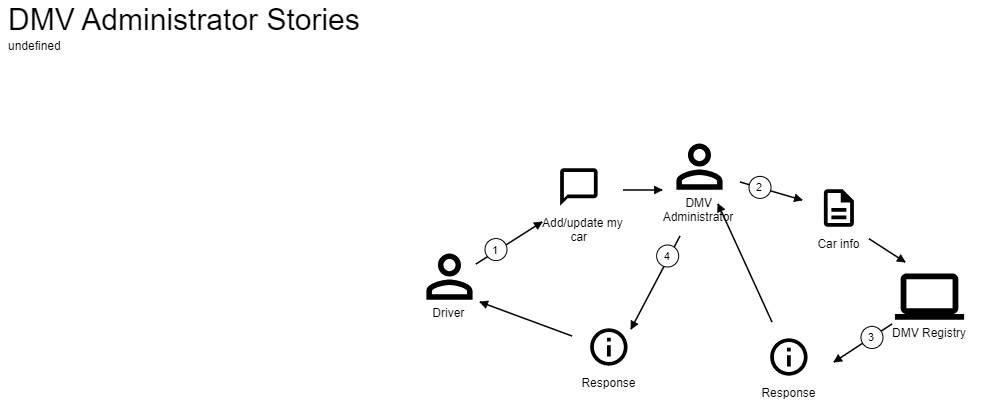 DMV Administrator Stories
undefined
DMV
Administrator
2
Add/update my
car
Car info
1
4
Driver
DMV Registry
3
Response
Response